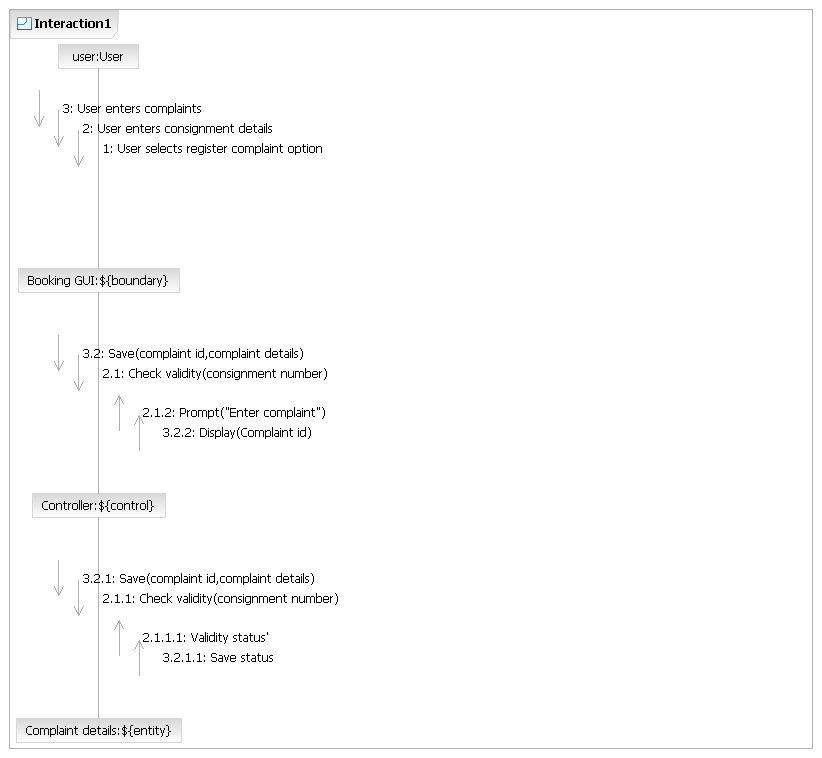 Interaction1
user:User
3: User enters complaints
2: User enters consignment details
1: User selects register complaint option
Booking GUI:${boundary}
3.2: Save(complaint id,complaint details)
2.1: Check validity(consignment number)
2.1.2: Prompt("Enter complaint")
3.2.2: Display(Complaint id)
Controller:${control}
3.2.1: Save(complaint id,complaint details)
2.1.1: Check validity(consignment number)
2.1.1.1: Validity status'
3.2.1.1: Save status
Complaint details:${entity}